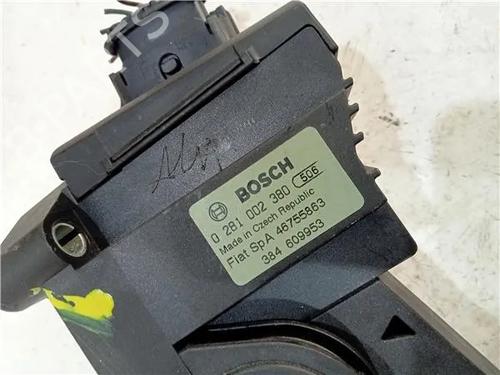 BOSCH
0 281 002 380 506
Made in Czech Republic
Fiat SpA 46755863
384 609953